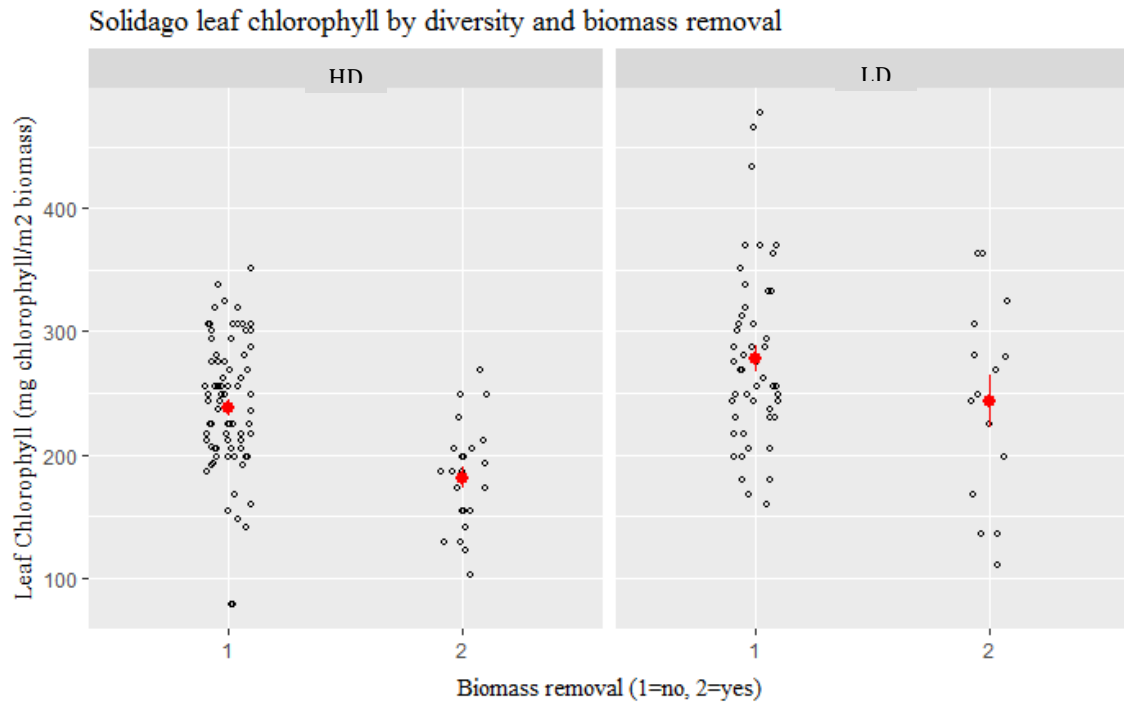 Solidago leaf chlorophyll by diversity and biomass removal
HD
LD
Leaf Chlorophyll (mg chlorophyll/m2 biomass)
400
300
200
100
1
2
1
2
Biomass removal (1=no, 2=yes)